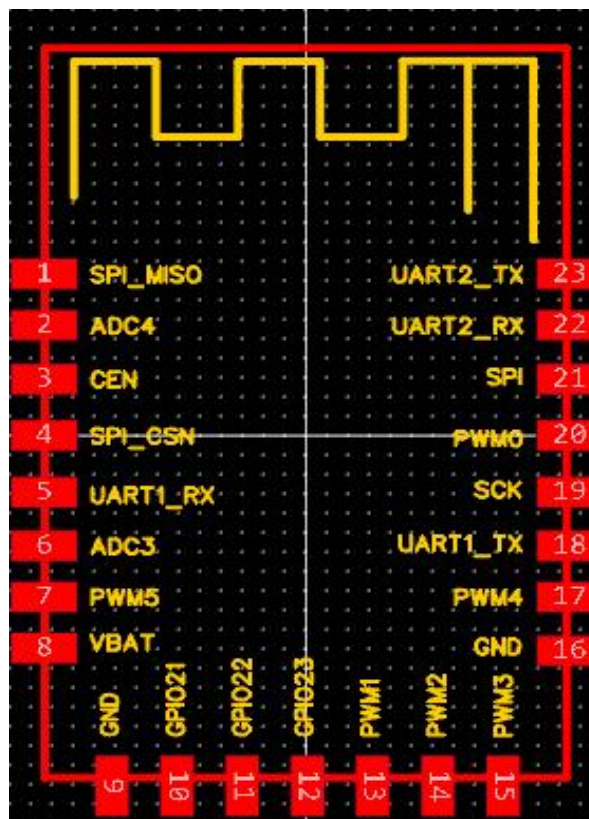 1 SPI_MISO UART2_TX 23
2 ADC4 UART2_RX 22
3 CEN SPI 21
4 SPI_CSN PWM0 20
5 UART1_RX SCK 19
6 ADC3 UART1_TX 18
7 PWM5 PWM4 17
8 VBAT GND 16
GND GPIO21 GPIO22 GPIO23 PWM1 PWM2 PWM3
9 10 11 12 13 14 15